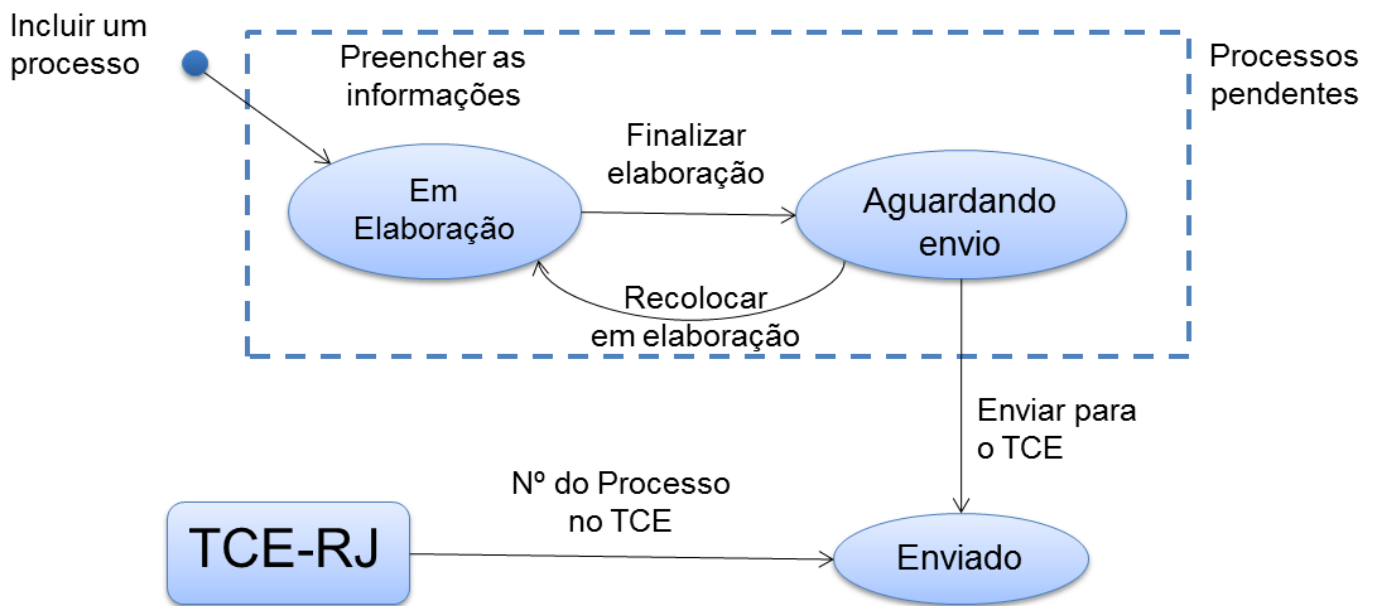 Incluir um
processo
Preencher as
informações
Processos
pendentes
Finalizar
elaboração
Em
Elaboração
Aguardando
envio
Recolocar
em elaboração
Enviar para
o TCE
Nº do Processo
no TCE
TCE-RJ
Enviado